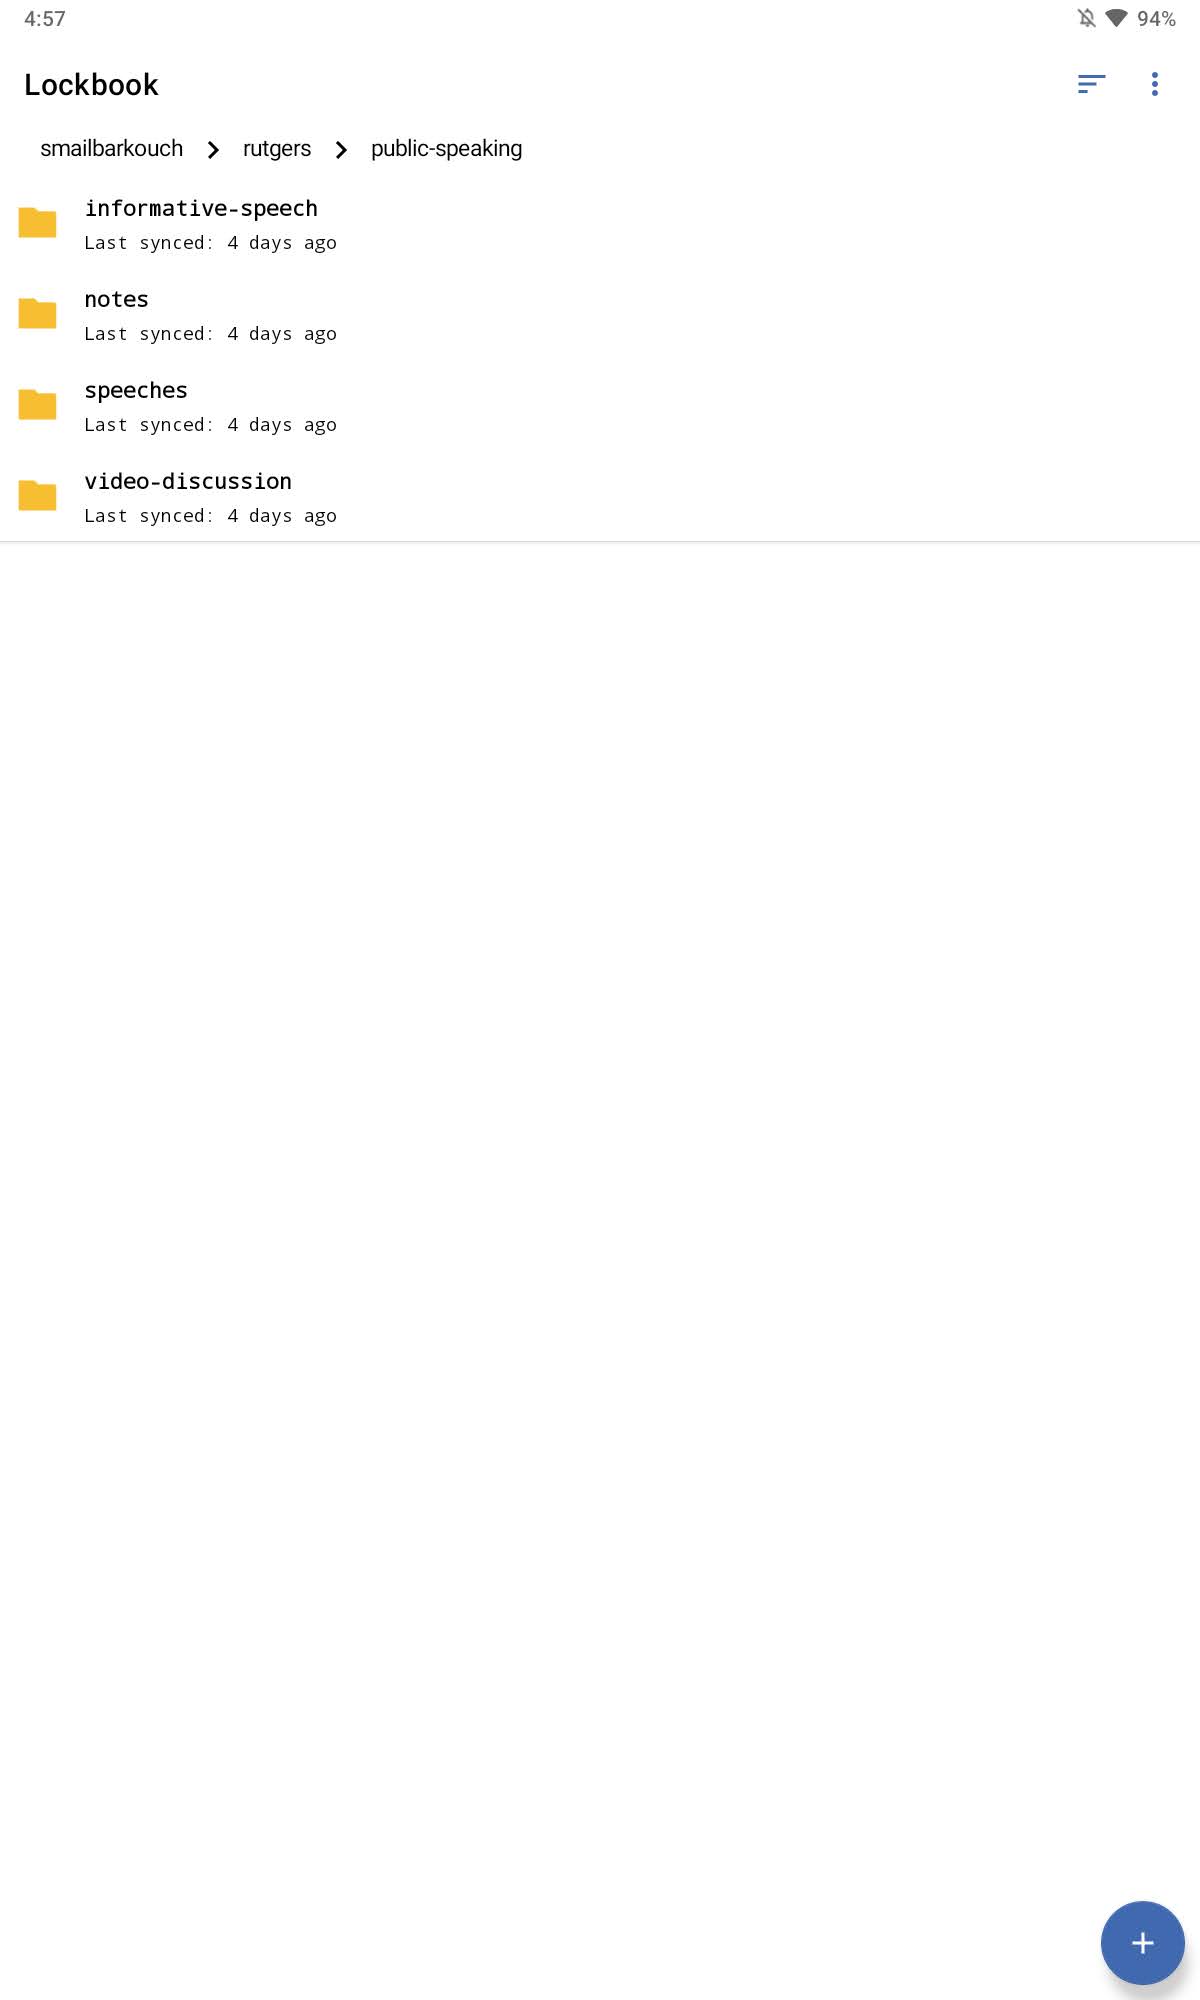 4:57 94%
Lockbook
smailbarkouch rutgers public-speaking
informative-speech
Last synced: 4 days ago
notes
Last synced: 4 days ago
speeches
Last synced: 4 days ago
video-discussion
Last synced: 4 days ago